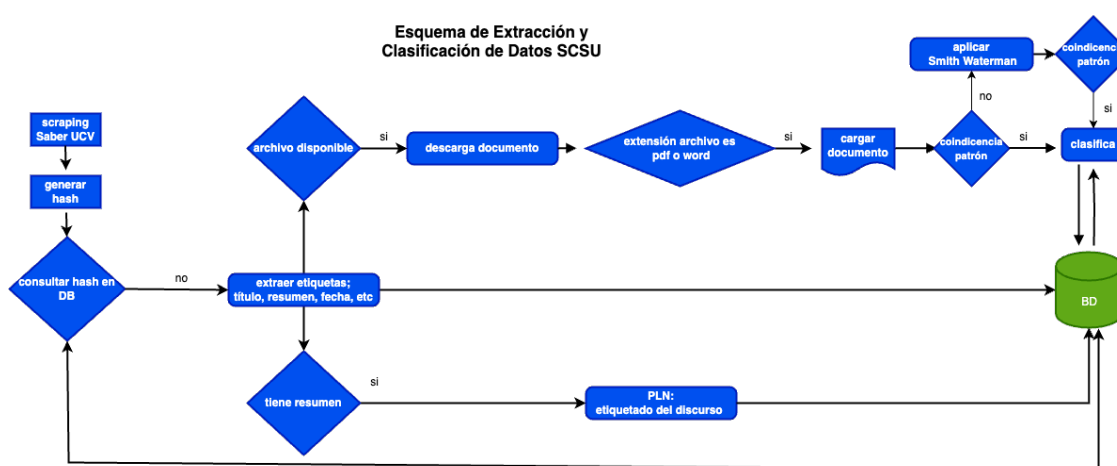 Esquema de Extracción y
Clasificación de Datos SCSU
aplicar
Smith Waterman
coindicencia
patrón
no
si
scraping
Saber UCV
archivo disponible
si
descarga documento
extensión archivo es
pdf o word
si
cargar
documento
coindicencia
patrón
si
clasifica
generar
hash
consultar hash en
DB
no
extraer etiquetas;
título, resumen, fecha, etc
BD
tiene resumen
si
PLN:
etiquetado del discurso